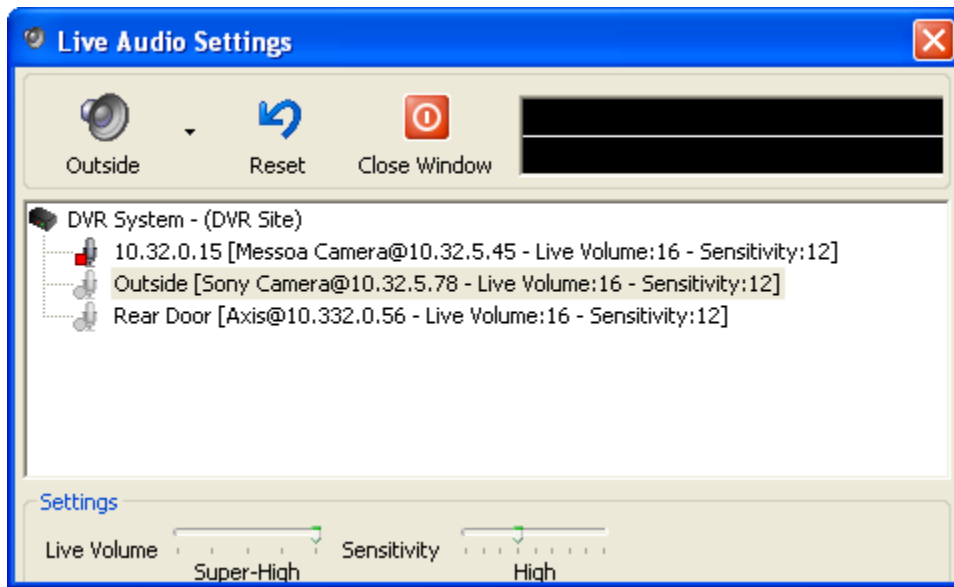 Live Audio Settings
Outside Reset Close Window
DVR System - (DVR Site)
10.32.0.15 [Messoa Camera@10.32.5.45 - Live Volume:16 - Sensitivity:12]
Outside [Sony Camera@10.32.5.78 - Live Volume:16 - Sensitivity:12]
Rear Door [Axis@10.332.0.56 - Live Volume:16 - Sensitivity:12]
Settings
Live Volume Sensitivity
Super-High High